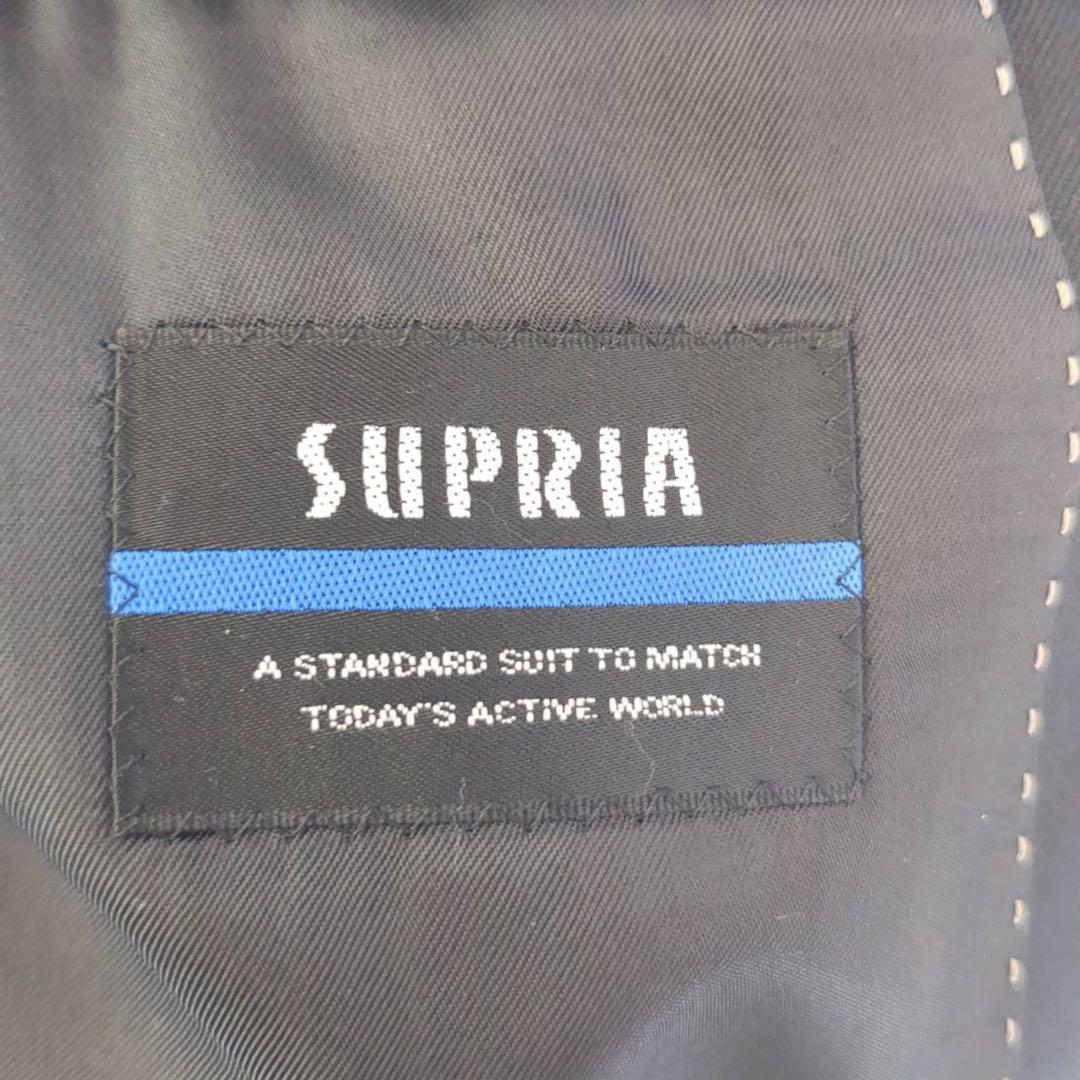 SUPRIA
A STANDARD SUIT TO MATCH
TODAY'S ACTIVE WORLD